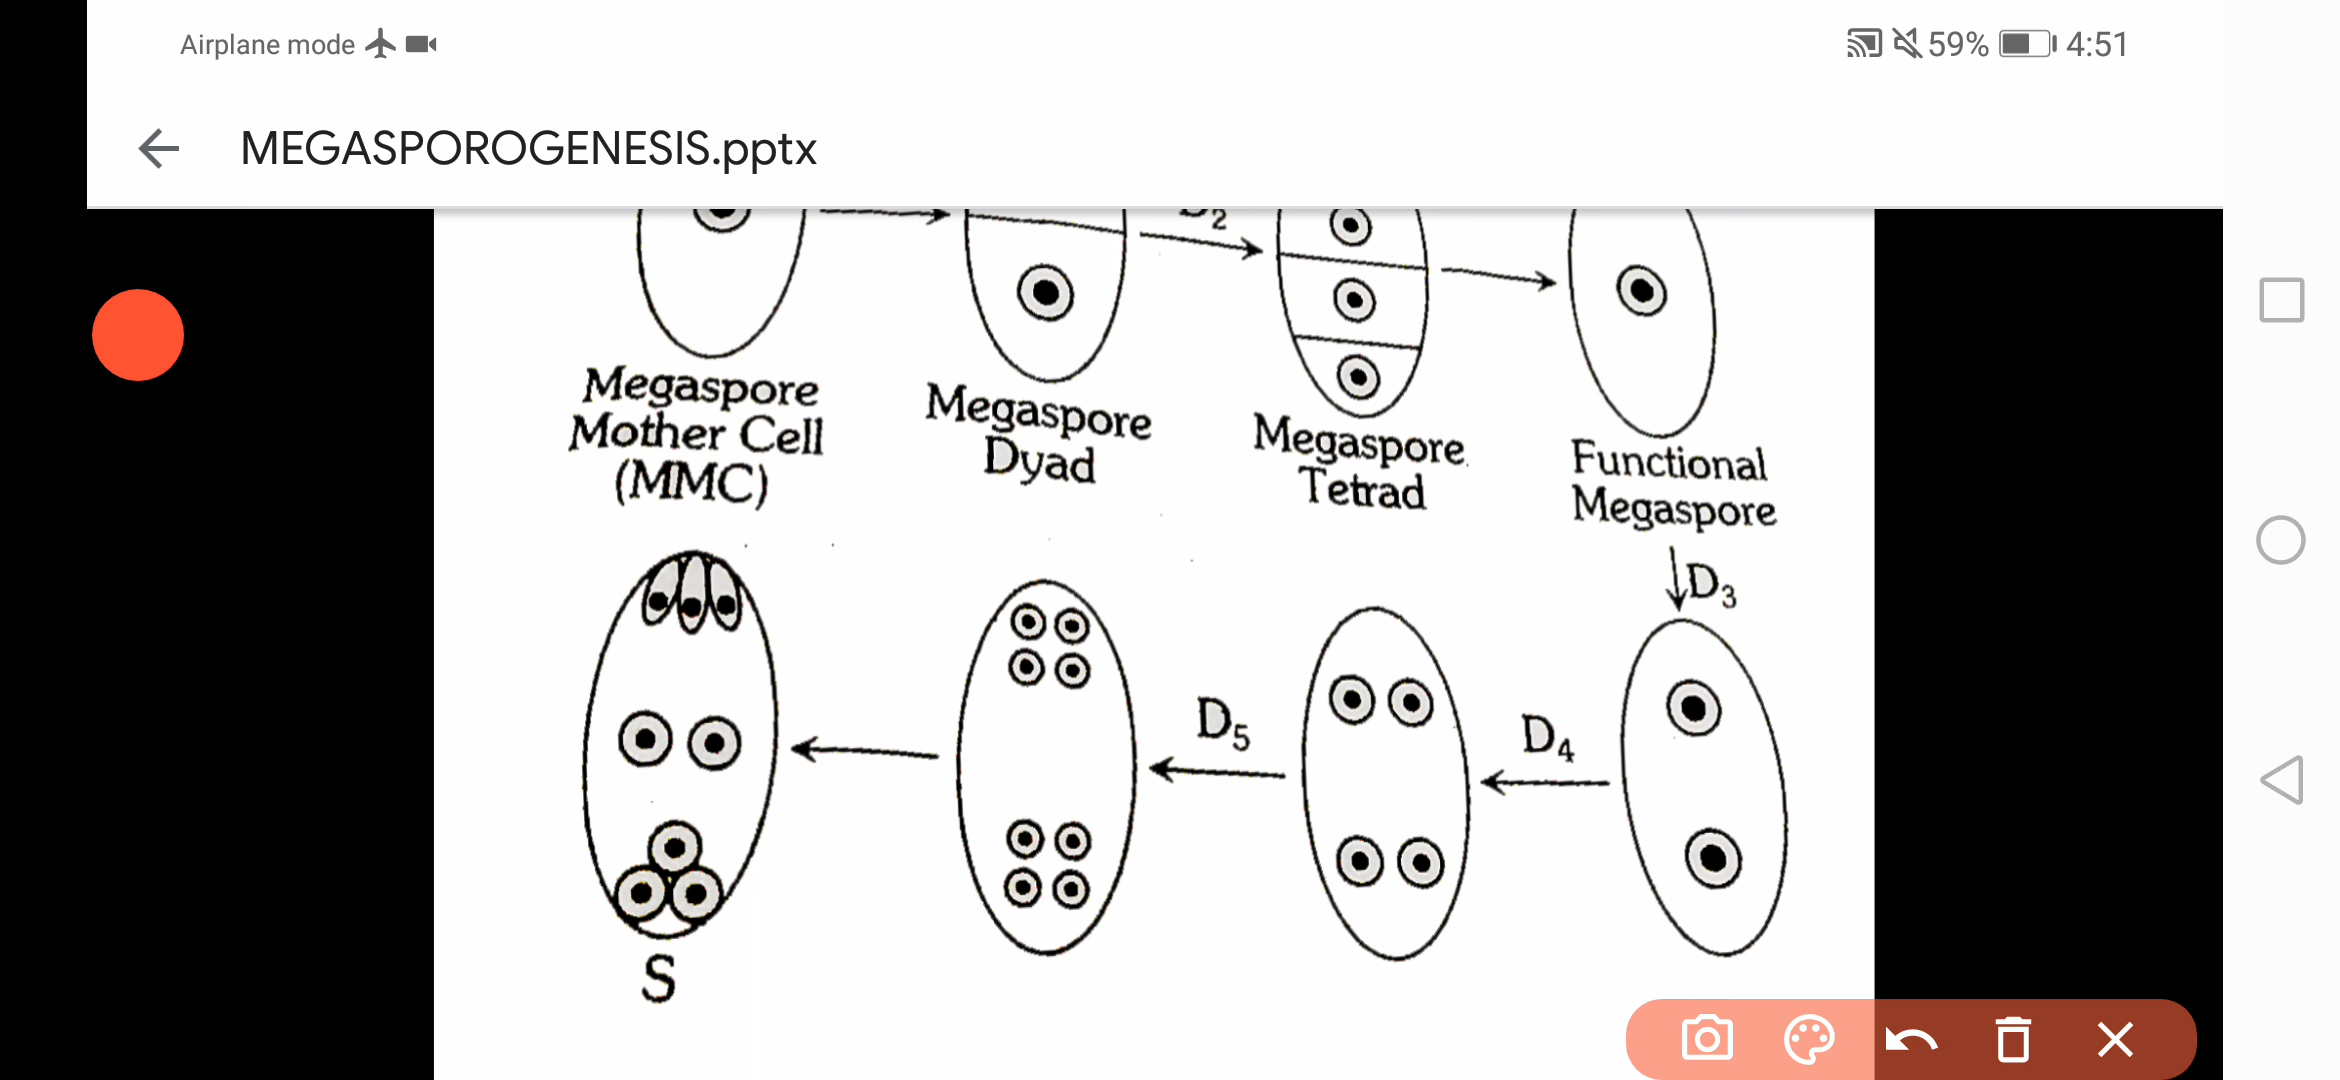 Airplane mode 59% 4:51
MEGASPOROGENESIS.pptx
2
Megaspore
Mother Cell
(MMC)
Megaspore
Dyad
Megaspore
Tetrad
Functional
Megaspore
D3
D4
D5
S